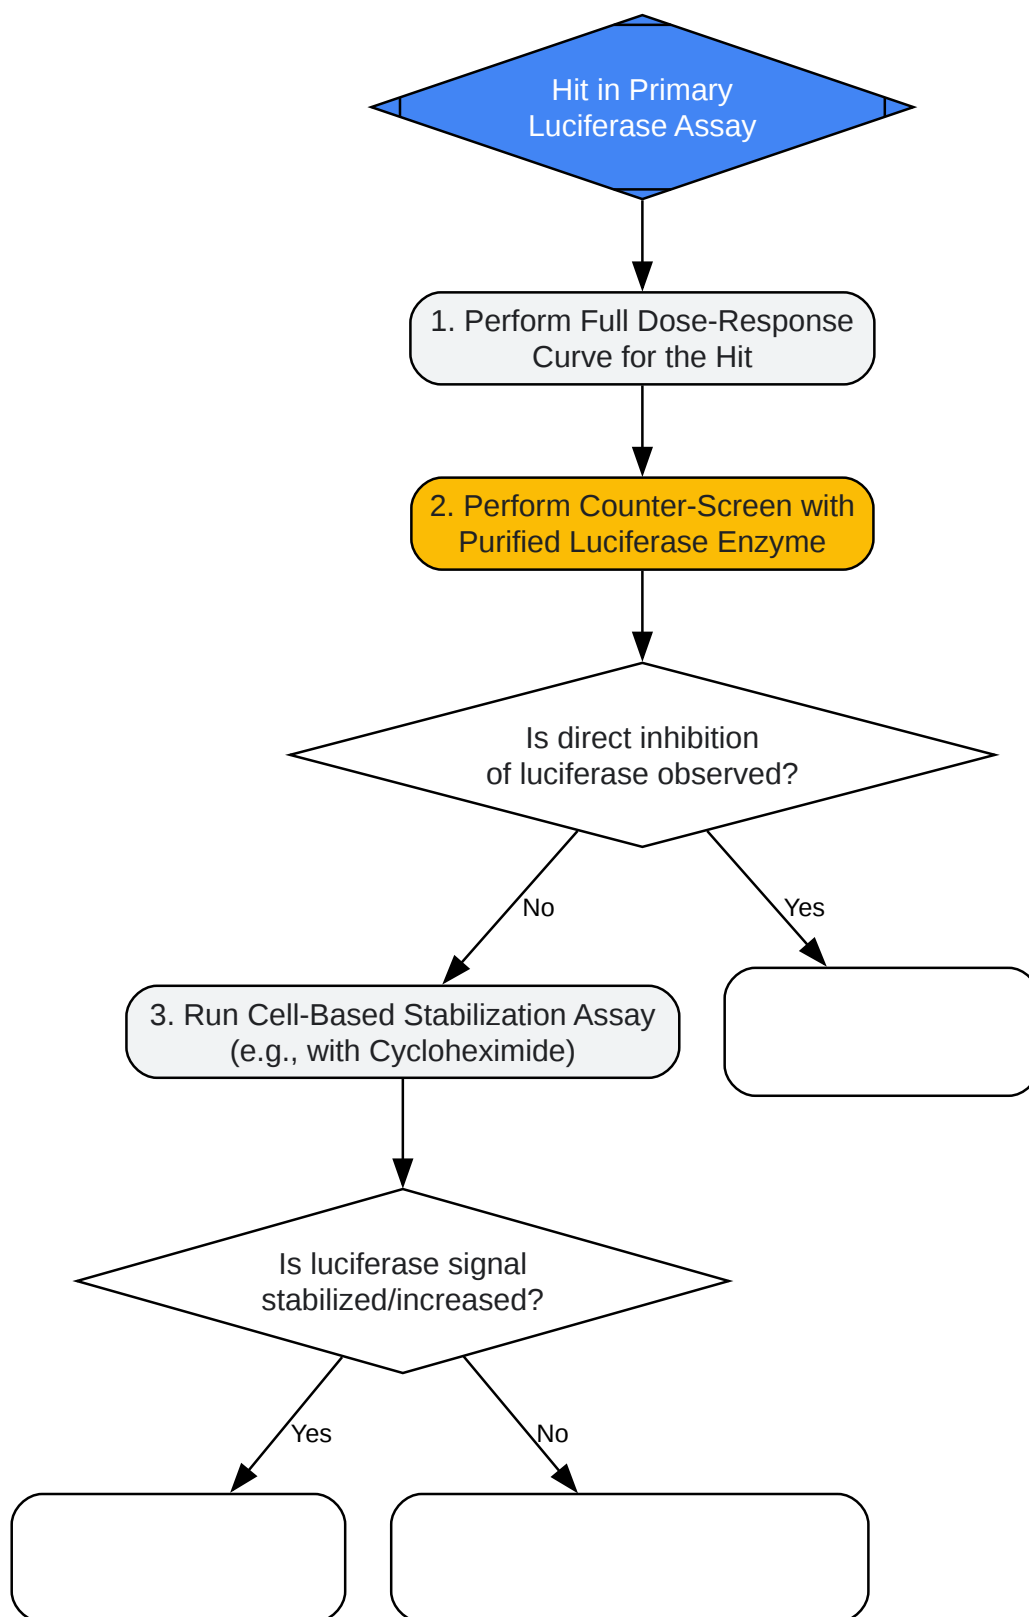 Hit in Primary
Luciferase Assay
1. Perform Full Dose-Response
Curve for the Hit
2. Perform Counter-Screen with
Purified Luciferase Enzyme
Is direct inhibition
of luciferase observed?
No
Yes
3. Run Cell-Based Stabilization Assay
(e.g., with Cycloheximide)
Is luciferase signal
stabilized/increased?
Yes
No